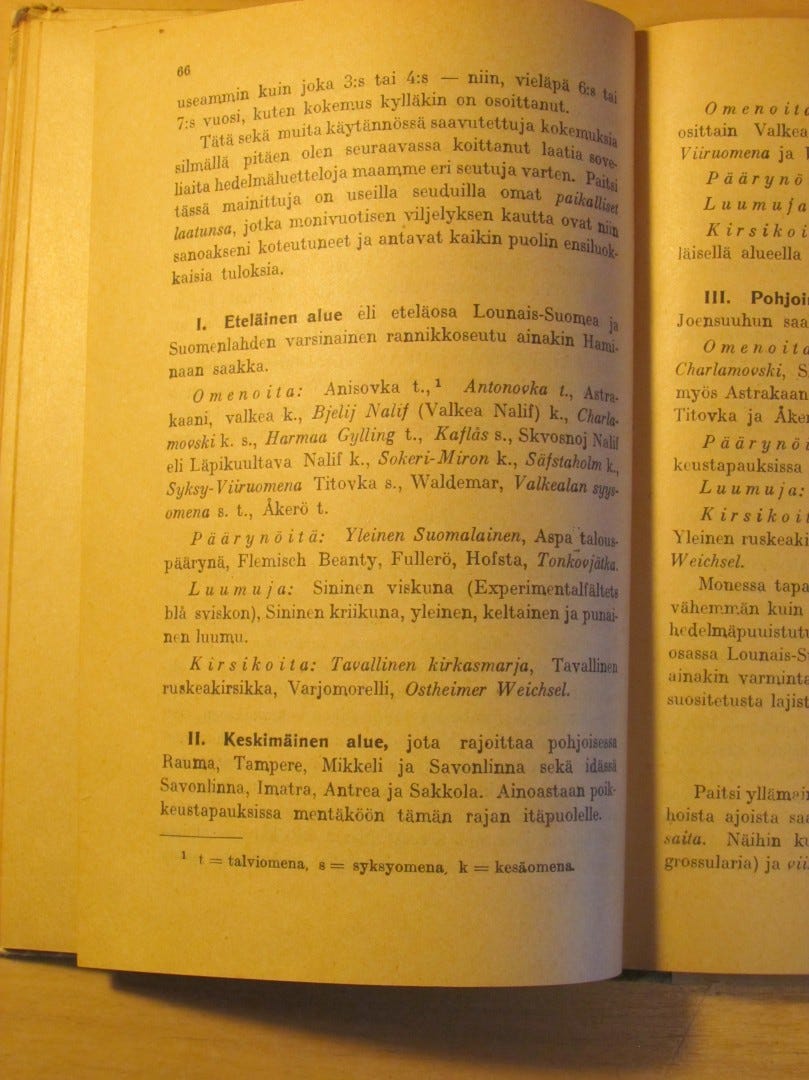 66
useammin kuin joka 3:s tai 4:s — niin, vieläpä 6:s tai
7:s vuosi, kuten kokemus kylläkin on osoittanut.
Tätä sekä muita käytännössä saavutettuja kokemuksia
silmällä pitäen olen seuraavassa koittanut laatia sove-
liaita hedelmäluetteloja maamme eri seutuja varten. Paitsi
tässä mainittuja on useilla seuduilla omat paikalliset
laatunsa, jotka monivuotisen viljelyksen kautta ovat niin
sanoakseni koteutuneet ja antavat kaikin puolin ensiluok-
kaisia tuloksia.
I. Eteläinen alue eli eteläosa Lounais-Suomea ja
Suomenlahden varsinainen rannikkoseutu ainakin Hami-
naan saakka.
Omenoita: Anisovka t.,¹ Antonovka t., Astra-
kaani, valkea k., Bjelij Nalif (Valkea Nalif) k., Charla-
movski k. s., Harmaa Gylling t., Kaflås s., Skvosnoj Nalif
eli Läpikuultava Nalif k., Sokeri-Miron k., Säfstaholm k.,
Syksy-Viiruomena Titovka s., Waldemar, Valkealan syys-
omena s. t., Åkerö t.
Päärynöitä: Yleinen Suomalainen, Aspa talous-
päärynä, Flemisch Beanty, Fullerö, Hofsta, Tonkovjätka.
Luumuja: Sininen viskuna (Experimentalfältets
blå sviskon), Sininen kriikuna, yleinen, keltainen ja punai-
nen luumu.
Kirsikoita: Tavallinen kirkasmarja, Tavallinen
ruskeakirsikka, Varjomorelli, Ostheimer Weichsel.
II. Keskimäinen alue, jota rajoittaa pohjoisessa
Rauma, Tampere, Mikkeli ja Savonlinna sekä idässä
Savonlinna, Imatra, Antrea ja Sakkola. Ainoastaan poik-
keustapauksissa mentäköön tämän rajan itäpuolelle.
¹ t = talviomena, s = syksyomena, k = kesäomena.
Omenoita
osittain Valkea
Viiruomena ja
Päärynö
Luumuja
Kirsikoi
läisellä alueella
III. Pohjoin
Joensuuhun saa
Omenoita
Charlamovski, S
myös Astrakaan
Titovka ja Åker
Päärynöi
keustapauksissa
Luumuja:
Kirsikoit
Yleinen ruskeaki
Weichsel.
Monessa tapa
vähemmän kuin
hedelmäpuuistutu
osassa Lounais-S
ainakin varminta
suositetusta lajist
Paitsi yllämain
hoista ajoista saa
saita. Näihin ku
grossularia) ja vii